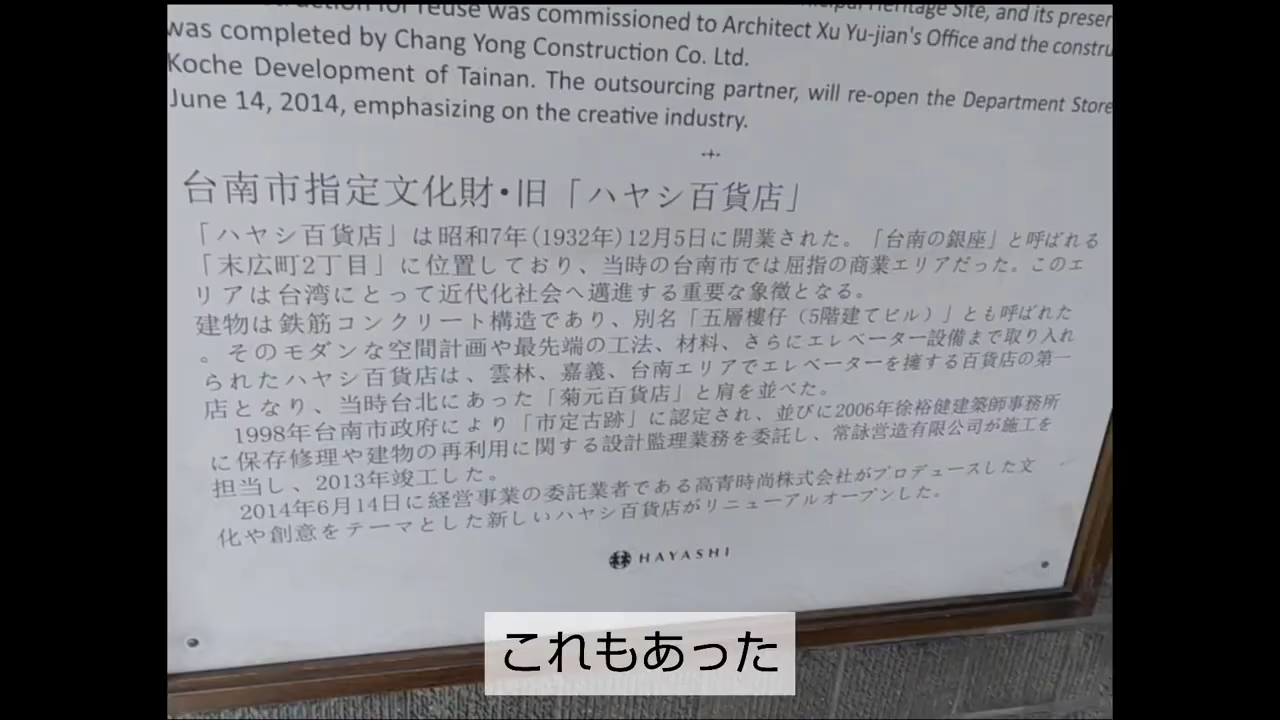 for reuse was commissioned to Architect Xu Yu-jian's Office and the constru
Heritage Site, and its preser
was completed by Chang Yong Construction Co. Ltd.
Koche Development of Tainan. The outsourcing partner, will re-open the Department Store
June 14, 2014, emphasizing on the creative industry.
台南市指定文化財・旧「ハヤシ百貨店」
「ハヤシ百貨店」は昭和7年(1932年)12月5日に開業された。「台南の銀座」と呼ばれる
「末広町2丁目」に位置しており、当時の台南市では屈指の商業エリアだった。このエ
リアは台湾にとって近代化社会へ邁進する重要な象徴となる。
建物は鉄筋コンクリート構造であり、別名「五層樓仔（5階建てビル）」とも呼ばれた
。そのモダンな空間計画や最先端の工法、材料、さらにエレベーター設備まで取り入れ
られたハヤシ百貨店は、雲林、嘉義、台南エリアでエレベーターを擁する百貨店の第一
店となり、当時台北にあった「菊元百貨店」と肩を並べた。
1998年台南市政府により「市定古跡」に認定され、並びに2006年徐裕健建築師事務所
に保存修理や建物の再利用に関する設計監理業務を委託し、常詠営造有限公司が施工を
担当し、2013年竣工した。
2014年6月14日に経営事業の委託業者である高青時尚株式会社がプロデュースした文
化や創意をテーマとした新しいハヤシ百貨店がリニューアルオープンした。
林 HAYASHI
これもあった